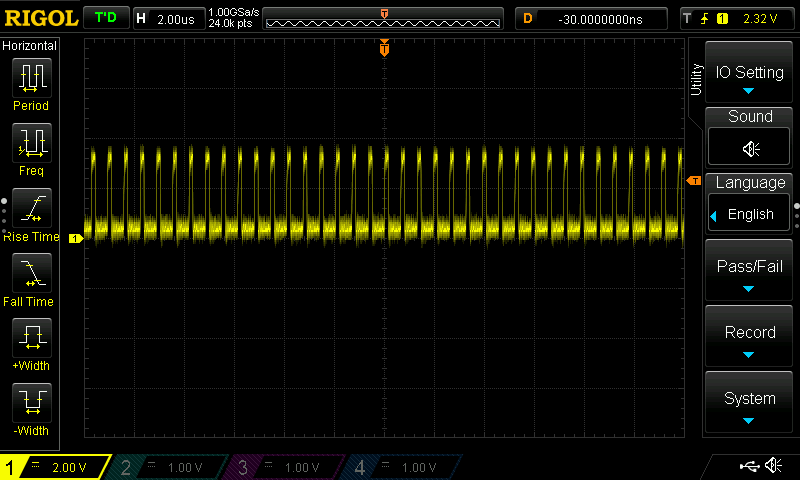 RIGOL T'D H 2.00us 1.00GSa/s D -30.0000000ns T 1 2.32 V
24.0k pts
T
Horizontal
T
Period
Freq
Rise Time
Fall Time
+Width
-Width
1
T
Utility
IO Setting
Sound
Language
English
Pass/Fail
Record
System
1 2.00 V 2 1.00 V 3 1.00 V 4 1.00 V